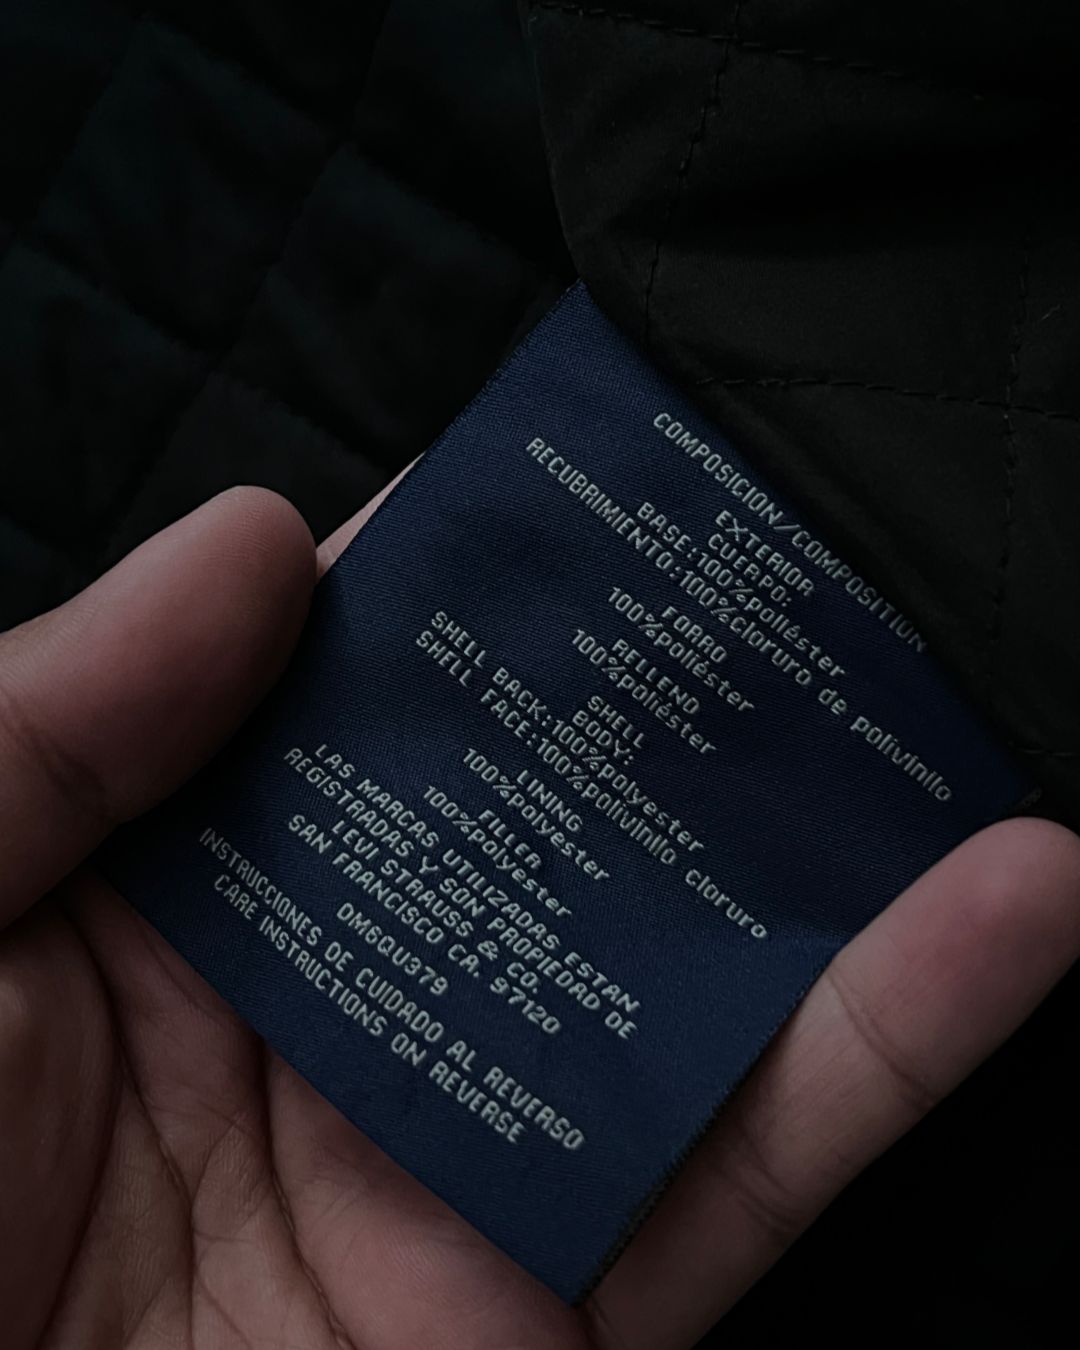 COMPOSICION/COMPOSITION
EXTERIOR
CUERPO:
BASE:100%poliéster
RECUBRIMIENTO:100%cloruro de polivinilo
FORRO
100%poliéster
RELLENO
100%poliéster
SHELL
BODY:
SHELL BACK:100%polyester
SHELL FACE:100%polivinilo cloruro
LINING
100%polyéster
FILLER
100%polyéster
LAS MARCAS UTILIZADAS ESTAN
REGISTRADAS Y SON PROPIEDAD DE
LEVI STRAUSS & CO.
SAN FRANCISCO CA. 97120
DM6QU379
INSTRUCCIONES DE CUIDADO AL REVERSO
CARE INSTRUCTIONS ON REVERSE